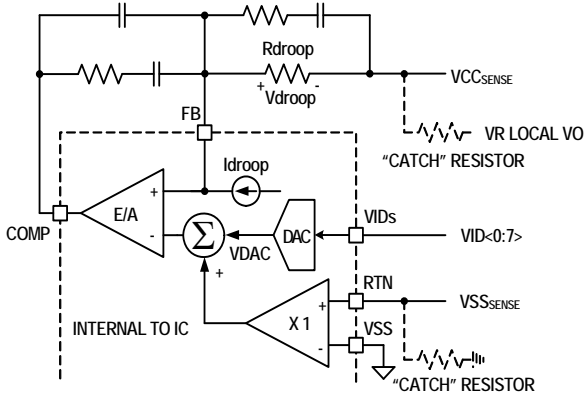 Rdroop
+ Vdroop -
VCCSENSE
FB
VR LOCAL VO
"CATCH" RESISTOR
Idroop
+
E/A
-
COMP
Σ
VDAC
DAC
VIDs
VID<0:7>
+
RTN
+
VSSSENSE
X 1
VSS
-
INTERNAL TO IC
"CATCH" RESISTOR